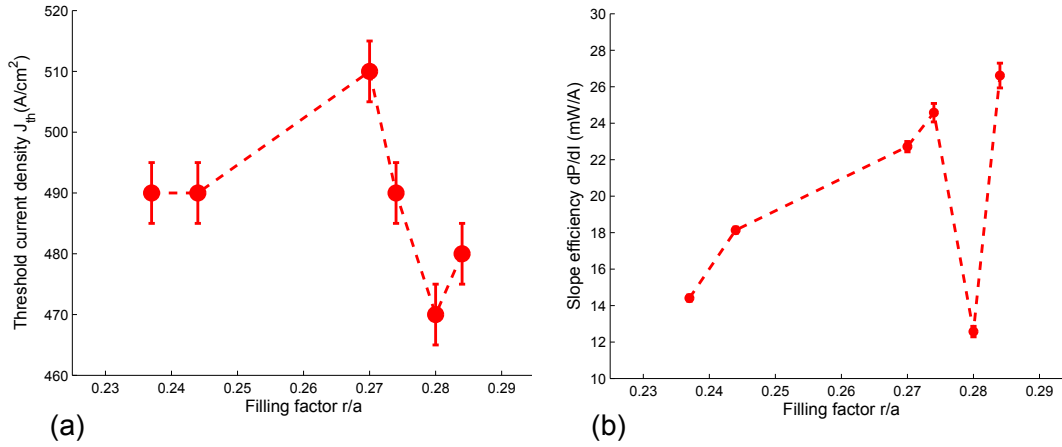 520
510
500
490
480
470
460
Threshold current density J_th (A/cm²)
0.23 0.24 0.25 0.26 0.27 0.28 0.29
Filling factor r/a
(a)
30
28
26
24
22
20
18
16
14
12
10
Slope efficiency dP/dI (mW/A)
0.23 0.24 0.25 0.26 0.27 0.28 0.29
Filling factor r/a
(b)